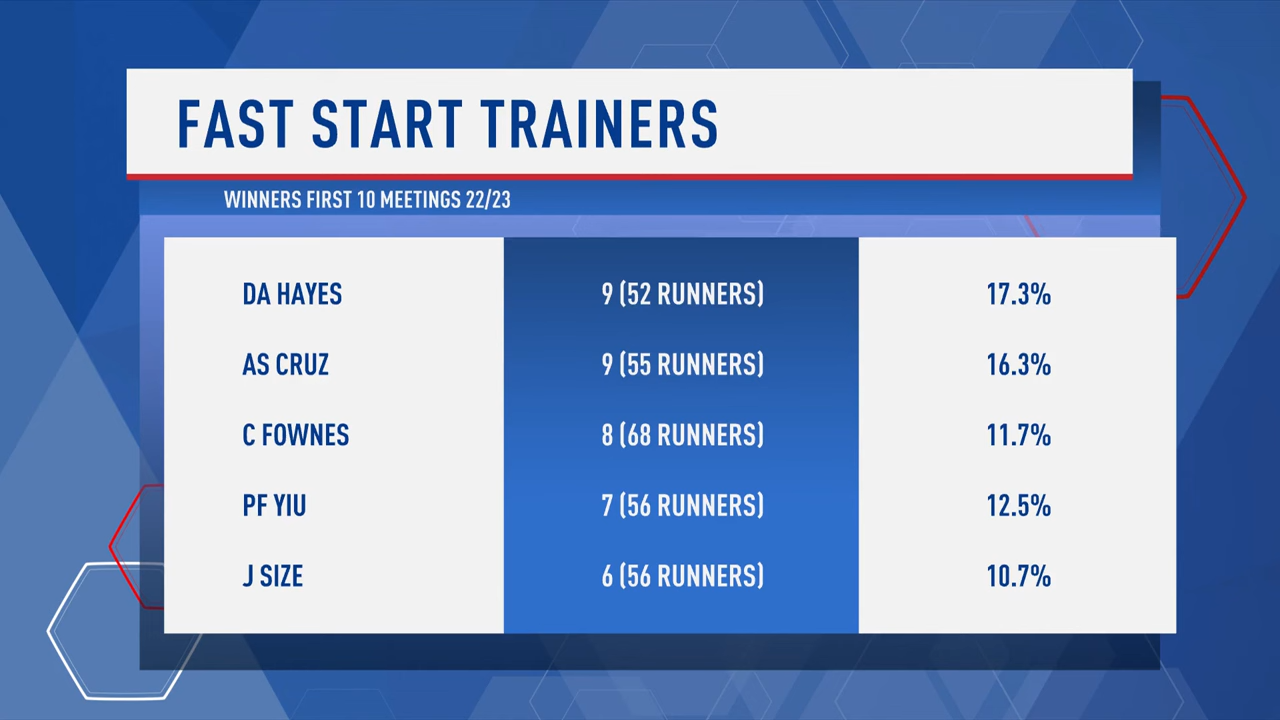 FAST START TRAINERS
WINNERS FIRST 10 MEETINGS 22/23
DA HAYES 9 (52 RUNNERS) 17.3%
AS CRUZ 9 (55 RUNNERS) 16.3%
C FOWNES 8 (68 RUNNERS) 11.7%
PF YIU 7 (56 RUNNERS) 12.5%
J SIZE 6 (56 RUNNERS) 10.7%